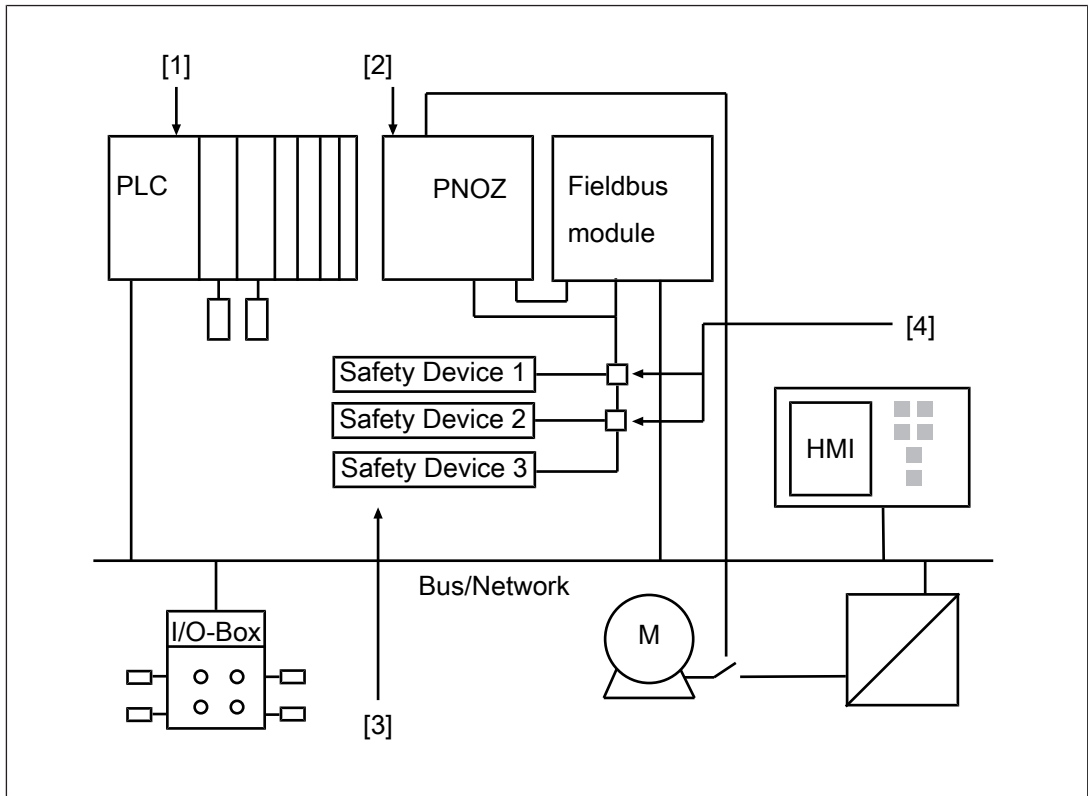 [1]
[2]
PLC
PNOZ
Fieldbus
module
[4]
Safety Device 1
Safety Device 2
Safety Device 3
HMI
Bus/Network
I/O-Box
M
[3]